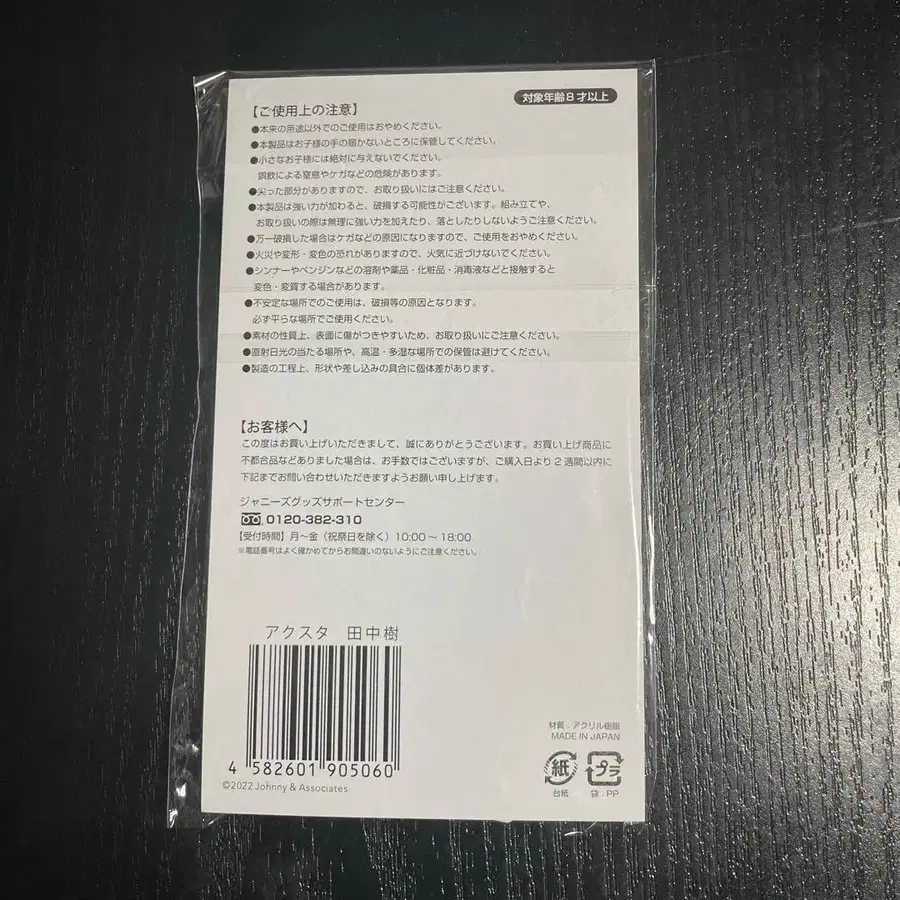 対象年齢8才以上
【ご使用上の注意】
●本来の用途以外でのご使用はおやめください。
●本製品はお子様の手の届かないところに保管してください。
●小さなお子様には絶対に与えないでください。
誤飲による窒息やケガなどの危険があります。
●尖った部分がありますので、お取り扱いにはご注意ください。
●本製品は強い力が加わると、破損する可能性がございます。組み立てや、
お取り扱いの際は無理に強い力を加えたり、落としたりしないようご注意ください。
●万一破損した場合はケガなどの原因になりますので、ご使用をおやめください。
●火災や変形・変色の恐れがありますので、火気に近づけないでください。
●シンナーやベンジンなどの溶剤や薬品・化粧品・消毒液などと接触すると
変色・変質する場合があります。
●不安定な場所でのご使用は、破損等の原因となります。
必ず平らな場所でご使用ください。
●素材の性質上、表面に傷がつきやすいため、お取り扱いにご注意ください。
●直射日光の当たる場所や、高温・多湿な場所での保管は避けてください。
●製造の工程上、形状や差し込みの具合に個体差があります。
【お客様へ】
この度はお買い上げいただきまして、誠にありがとうございます。お買い上げ商品に
不都合品などありました場合は、お手数ではございますが、ご購入日より2週間以内に
下記までお問い合わせいただきますようお願い申し上げます。
ジャニーズグッズサポートセンター
0120-382-310
【受付時間】月〜金（祝祭日を除く）10:00〜18:00
※電話番号はよく確かめてからお間違いのないようにご注意ください。
アクスタ 田中樹
4 582601 905060
©2022 Johnny & Associates
材質：アクリル樹脂
MADE IN JAPAN
紙
プラ
台紙
袋：PP